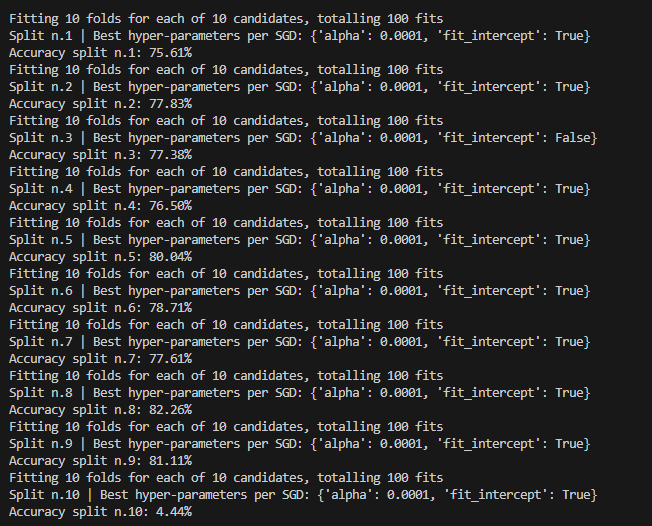 Fitting 10 folds for each of 10 candidates, totalling 100 fits
Split n.1 | Best hyper-parameters per SGD: {'alpha': 0.0001, 'fit_intercept': True}
Accuracy split n.1: 75.61%
Fitting 10 folds for each of 10 candidates, totalling 100 fits
Split n.2 | Best hyper-parameters per SGD: {'alpha': 0.0001, 'fit_intercept': True}
Accuracy split n.2: 77.83%
Fitting 10 folds for each of 10 candidates, totalling 100 fits
Split n.3 | Best hyper-parameters per SGD: {'alpha': 0.0001, 'fit_intercept': False}
Accuracy split n.3: 77.38%
Fitting 10 folds for each of 10 candidates, totalling 100 fits
Split n.4 | Best hyper-parameters per SGD: {'alpha': 0.0001, 'fit_intercept': True}
Accuracy split n.4: 76.50%
Fitting 10 folds for each of 10 candidates, totalling 100 fits
Split n.5 | Best hyper-parameters per SGD: {'alpha': 0.0001, 'fit_intercept': True}
Accuracy split n.5: 80.04%
Fitting 10 folds for each of 10 candidates, totalling 100 fits
Split n.6 | Best hyper-parameters per SGD: {'alpha': 0.0001, 'fit_intercept': True}
Accuracy split n.6: 78.71%
Fitting 10 folds for each of 10 candidates, totalling 100 fits
Split n.7 | Best hyper-parameters per SGD: {'alpha': 0.0001, 'fit_intercept': True}
Accuracy split n.7: 77.61%
Fitting 10 folds for each of 10 candidates, totalling 100 fits
Split n.8 | Best hyper-parameters per SGD: {'alpha': 0.0001, 'fit_intercept': True}
Accuracy split n.8: 82.26%
Fitting 10 folds for each of 10 candidates, totalling 100 fits
Split n.9 | Best hyper-parameters per SGD: {'alpha': 0.0001, 'fit_intercept': True}
Accuracy split n.9: 81.11%
Fitting 10 folds for each of 10 candidates, totalling 100 fits
Split n.10 | Best hyper-parameters per SGD: {'alpha': 0.0001, 'fit_intercept': True}
Accuracy split n.10: 4.44%